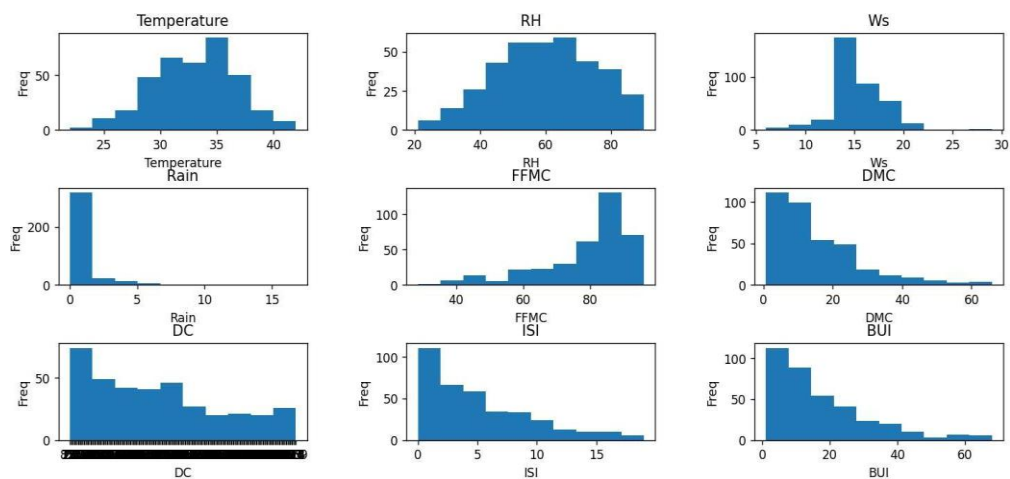 Temperature RH Ws
Freq 50 0 Freq 50 25 0 Freq 100 0
25 30 35 40 20 40 60 80 5 10 15 20 25 30
Temperature RH Ws
Rain FFMC DMC
Freq 200 0 Freq 100 50 0 Freq 100 50 0
0 5 10 15 40 60 80 0 20 40 60
Rain FFMC DMC
DC ISI BUI
Freq 50 0 Freq 100 50 0 Freq 100 50 0
0 5 10 15 0 20 40 60
DC ISI BUI